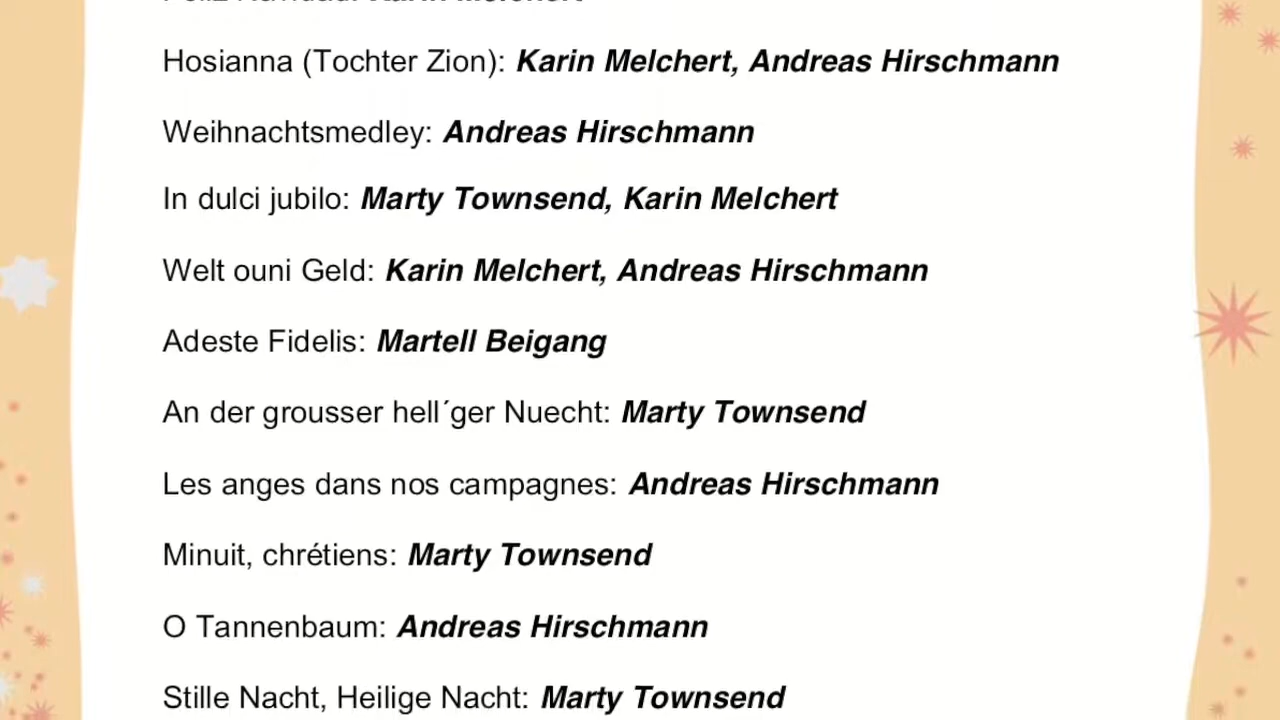 Hosianna (Tochter Zion): Karin Melchert, Andreas Hirschmann
Weihnachtsmedley: Andreas Hirschmann
In dulci jubilo: Marty Townsend, Karin Melchert
Welt ouni Geld: Karin Melchert, Andreas Hirschmann
Adeste Fidelis: Martell Beigang
An der grousser hell´ger Nuecht: Marty Townsend
Les anges dans nos campagnes: Andreas Hirschmann
Minuit, chrétiens: Marty Townsend
O Tannenbaum: Andreas Hirschmann
Stille Nacht, Heilige Nacht: Marty Townsend